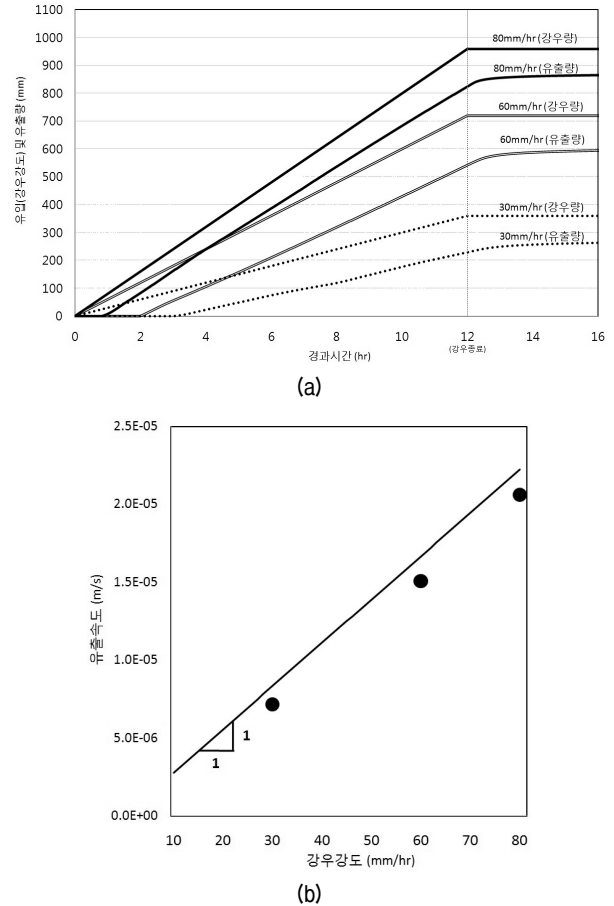 유입(강우강도) 및 유출량 (mm)
1100
1000
900
800
700
600
500
400
300
200
100
0
80mm/hr (강우량)
80mm/hr (유출량)
60mm/hr (강우량)
60mm/hr (유출량)
30mm/hr (강우량)
30mm/hr (유출량)
0 2 4 6 8 10 12 14 16
경과시간 (hr)
(강우종료)
(a)
유출속도 (m/s)
2.5E-05
2.0E-05
1.5E-05
1.0E-05
5.0E-06
0.0E+00
1
1
10 20 30 40 50 60 70 80
강우강도 (mm/hr)
(b)